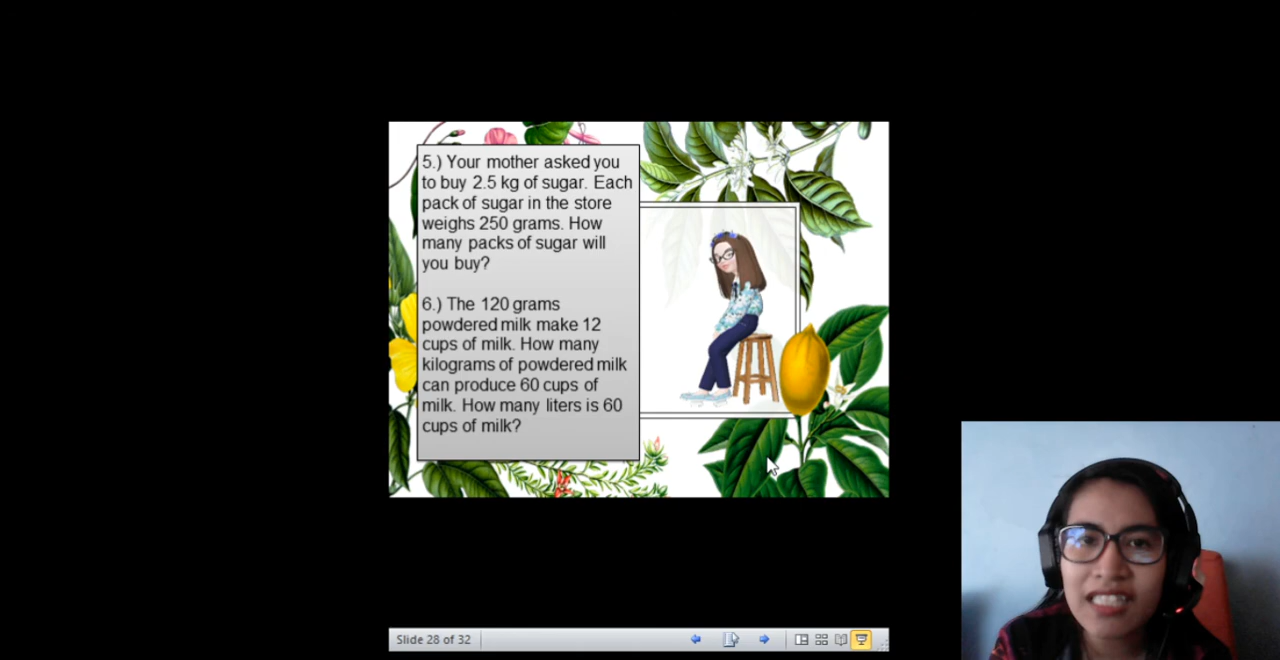 5.) Your mother asked you
to buy 2.5 kg of sugar. Each
pack of sugar in the store
weighs 250 grams. How
many packs of sugar will
you buy?
6.) The 120 grams
powdered milk make 12
cups of milk. How many
kilograms of powdered milk
can produce 60 cups of
milk. How many liters is 60
cups of milk?
Slide 28 of 32